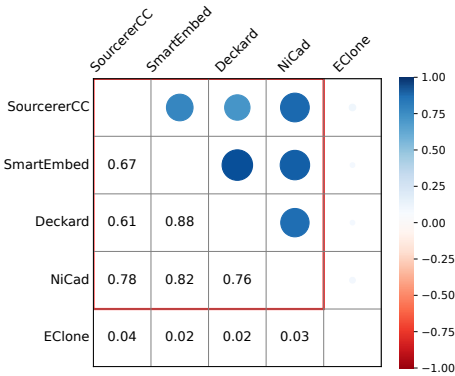 SourcererCC SmartEmbed Deckard NiCad EClone
SourcererCC
SmartEmbed 0.67
Deckard 0.61 0.88
NiCad 0.78 0.82 0.76
EClone 0.04 0.02 0.02 0.03
1.00
0.75
0.50
0.25
0.00
−0.25
−0.50
−0.75
−1.00